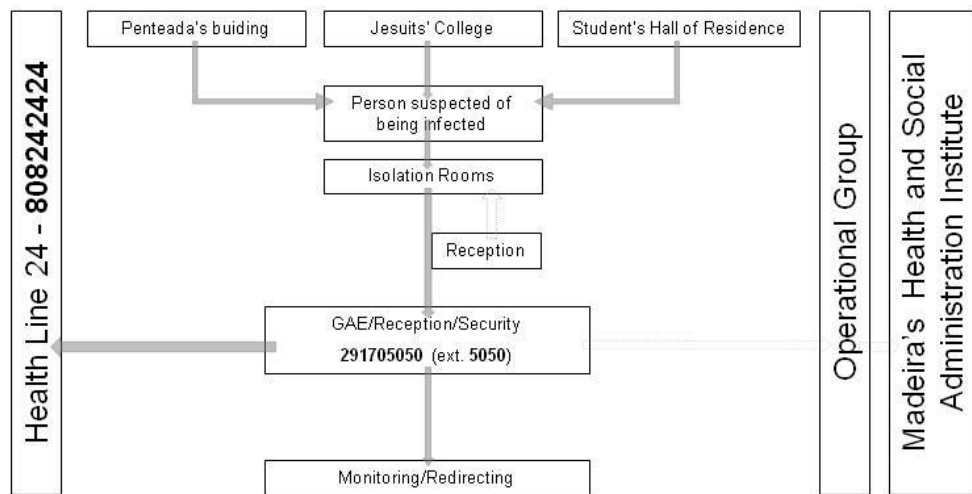 Health Line 24 - 808242424
Penteada's buiding
Jesuits' College
Student's Hall of Residence
Person suspected of
being infected
Isolation Rooms
Reception
GAE/Reception/Security
291705050 (ext. 5050)
Monitoring/Redirecting
Operational Group
Madeira's Health and Social
Administration Institute